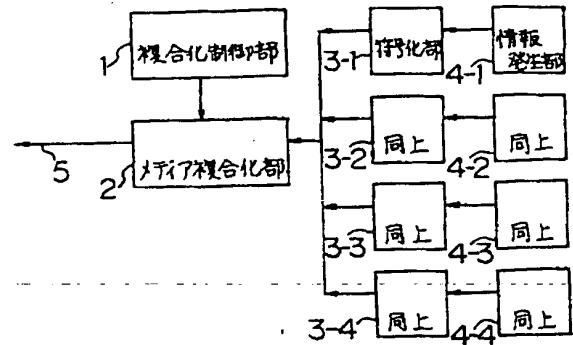 複合化制御部
1
メディア複合化部
2
5
符号化部
3-1
情報
発生部
4-1
同上
3-2
同上
4-2
同上
3-3
同上
4-3
同上
3-4
同上
4-4